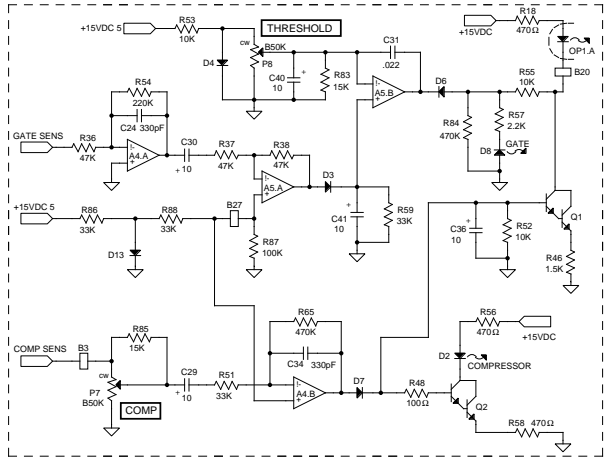 +15VDC 5
R53
10K
THRESHOLD
cw
B50K
P8
D4
C40
10
+
R83
15K
C31
.022
!-
A5.B
+
D6
R55
10K
R18
470Ω
+15VDC
OP1.A
B20
R84
470K
R57
2.2K
D8
GATE
R54
220K
C24 330pF
GATE SENS
R36
47K
!-
A4.A
+
C30
+ 10
R37
47K
R38
47K
!-
A5.A
+
D3
+
C41
10
R59
33K
+15VDC 5
R86
33K
R88
33K
D13
B27
R87
100K
+
C36
10
R52
10K
Q1
R46
1.5K
COMP SENS
B3
R85
15K
cw
P7
B50K
COMP
C29
+ 10
R51
33K
R65
470K
C34 330pF
!-
A4.B
+
D7
R48
100Ω
D2
COMPRESSOR
R56
470Ω
+15VDC
Q2
R58 470Ω